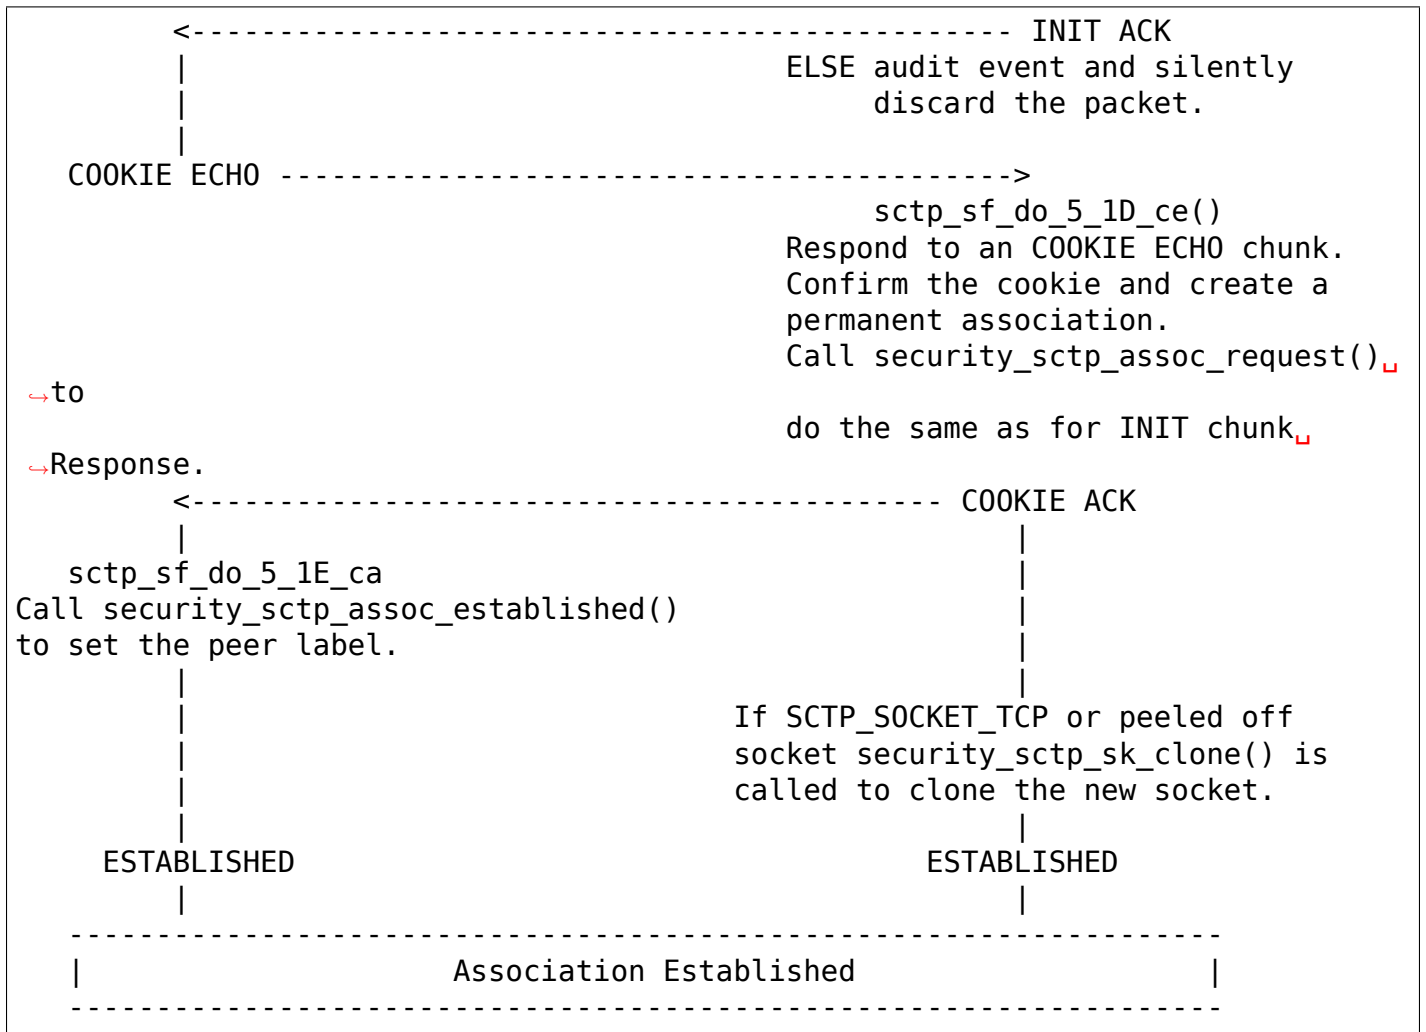 <----------------------------------------------- INIT ACK
|                                  ELSE audit event and silently
|                                       discard the packet.
|
COOKIE ECHO ------------------------------------------>
sctp_sf_do_5_1D_ce()
Respond to an COOKIE ECHO chunk.
Confirm the cookie and create a
permanent association.
Call security_sctp_assoc_request()␣
↪to
do the same as for INIT chunk␣
↪Response.
<------------------------------------------- COOKIE ACK
|                                               |
sctp_sf_do_5_1E_ca                                    |
Call security_sctp_assoc_established()                   |
to set the peer label.                                   |
|                                               |
|                               If SCTP_SOCKET_TCP or peeled off
|                               socket security_sctp_sk_clone() is
|                               called to clone the new socket.
|                                               |
ESTABLISHED                                    ESTABLISHED
|                                               |
------------------------------------------------------------------
|                     Association Established                    |
------------------------------------------------------------------